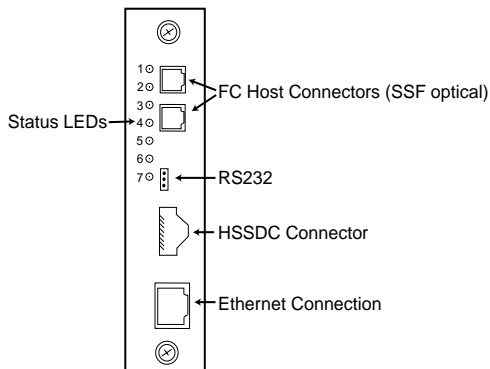 1
2
FC Host Connectors (SSF optical)
3
Status LEDs
4
5
6
7
RS232
HSSDC Connector
Ethernet Connection